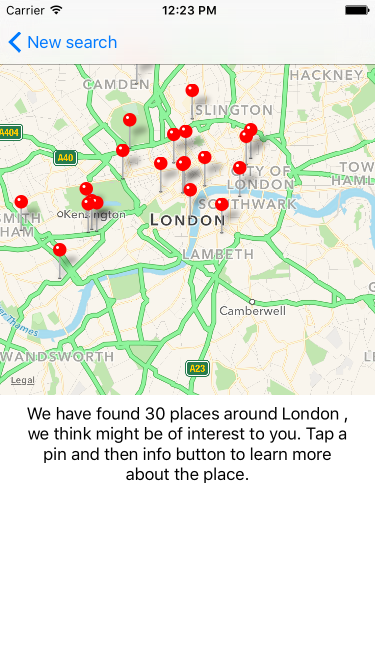 Carrier 12:23 PM
New search
CAMDEN
HACKNEY
SLINGTON
A404
A40
CITY OF
LONDON
TOW
HAML
SOUTHWARK
oKensington
SMITH
HAM
LONDON
LAMBETH
Camberwell
er Thames
WANDSWORTH
A23
Legal
We have found 30 places around London ,
we think might be of interest to you. Tap a
pin and then info button to learn more
about the place.